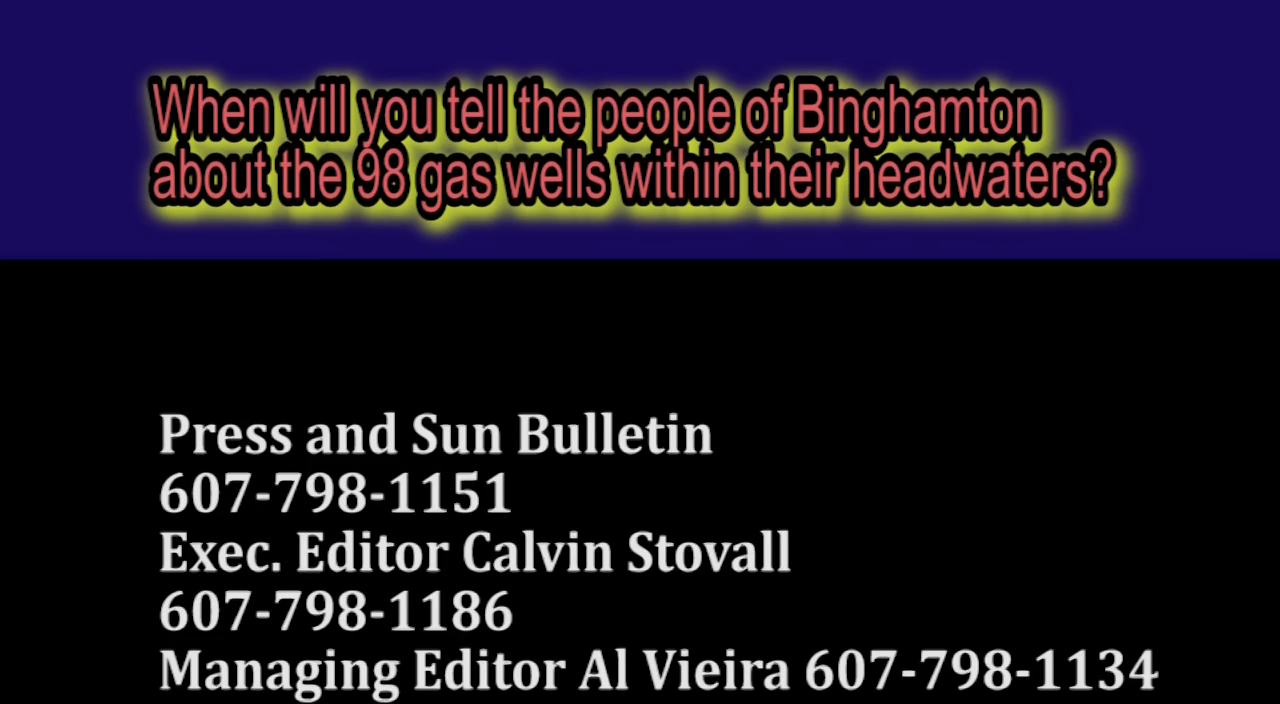 When will you tell the people of Binghamton
about the 98 gas wells within their headwaters?
Press and Sun Bulletin
607-798-1151
Exec. Editor Calvin Stovall
607-798-1186
Managing Editor Al Vieira 607-798-1134